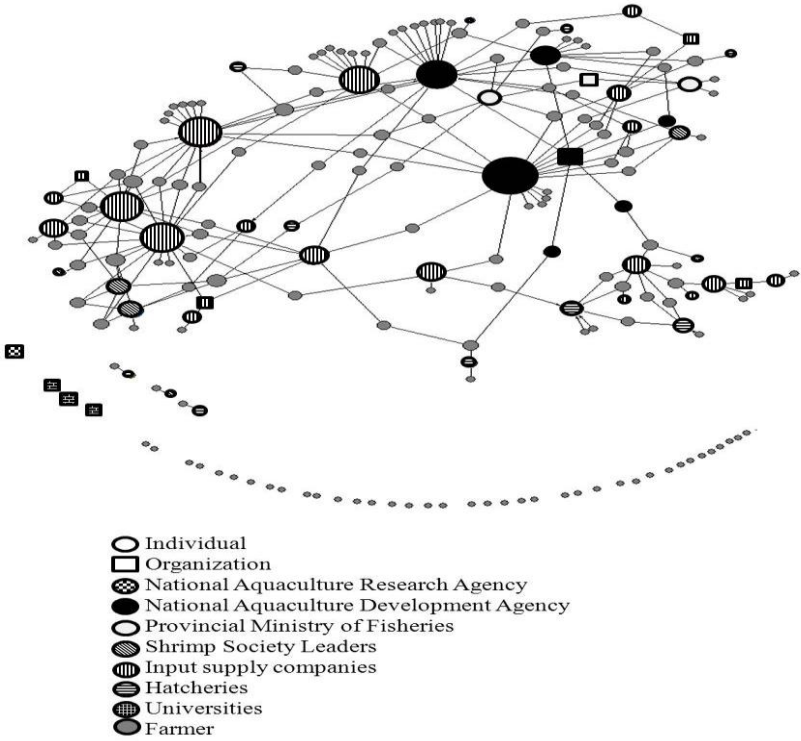 Individual
Organization
National Aquaculture Research Agency
National Aquaculture Development Agency
Provincial Ministry of Fisheries
Shrimp Society Leaders
Input supply companies
Hatcheries
Universities
Farmer